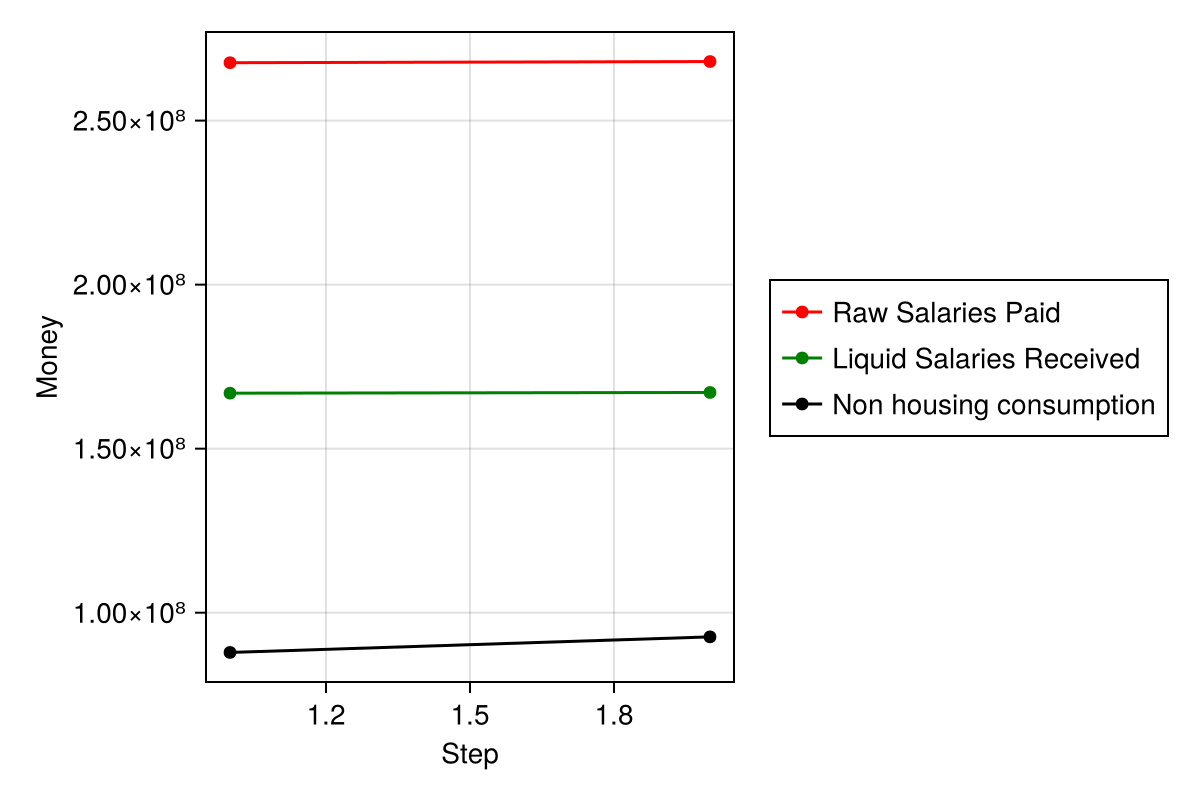 2.50×10⁸
2.00×10⁸
1.50×10⁸
1.00×10⁸
Money
1.2 1.5 1.8
Step
Raw Salaries Paid
Liquid Salaries Received
Non housing consumption